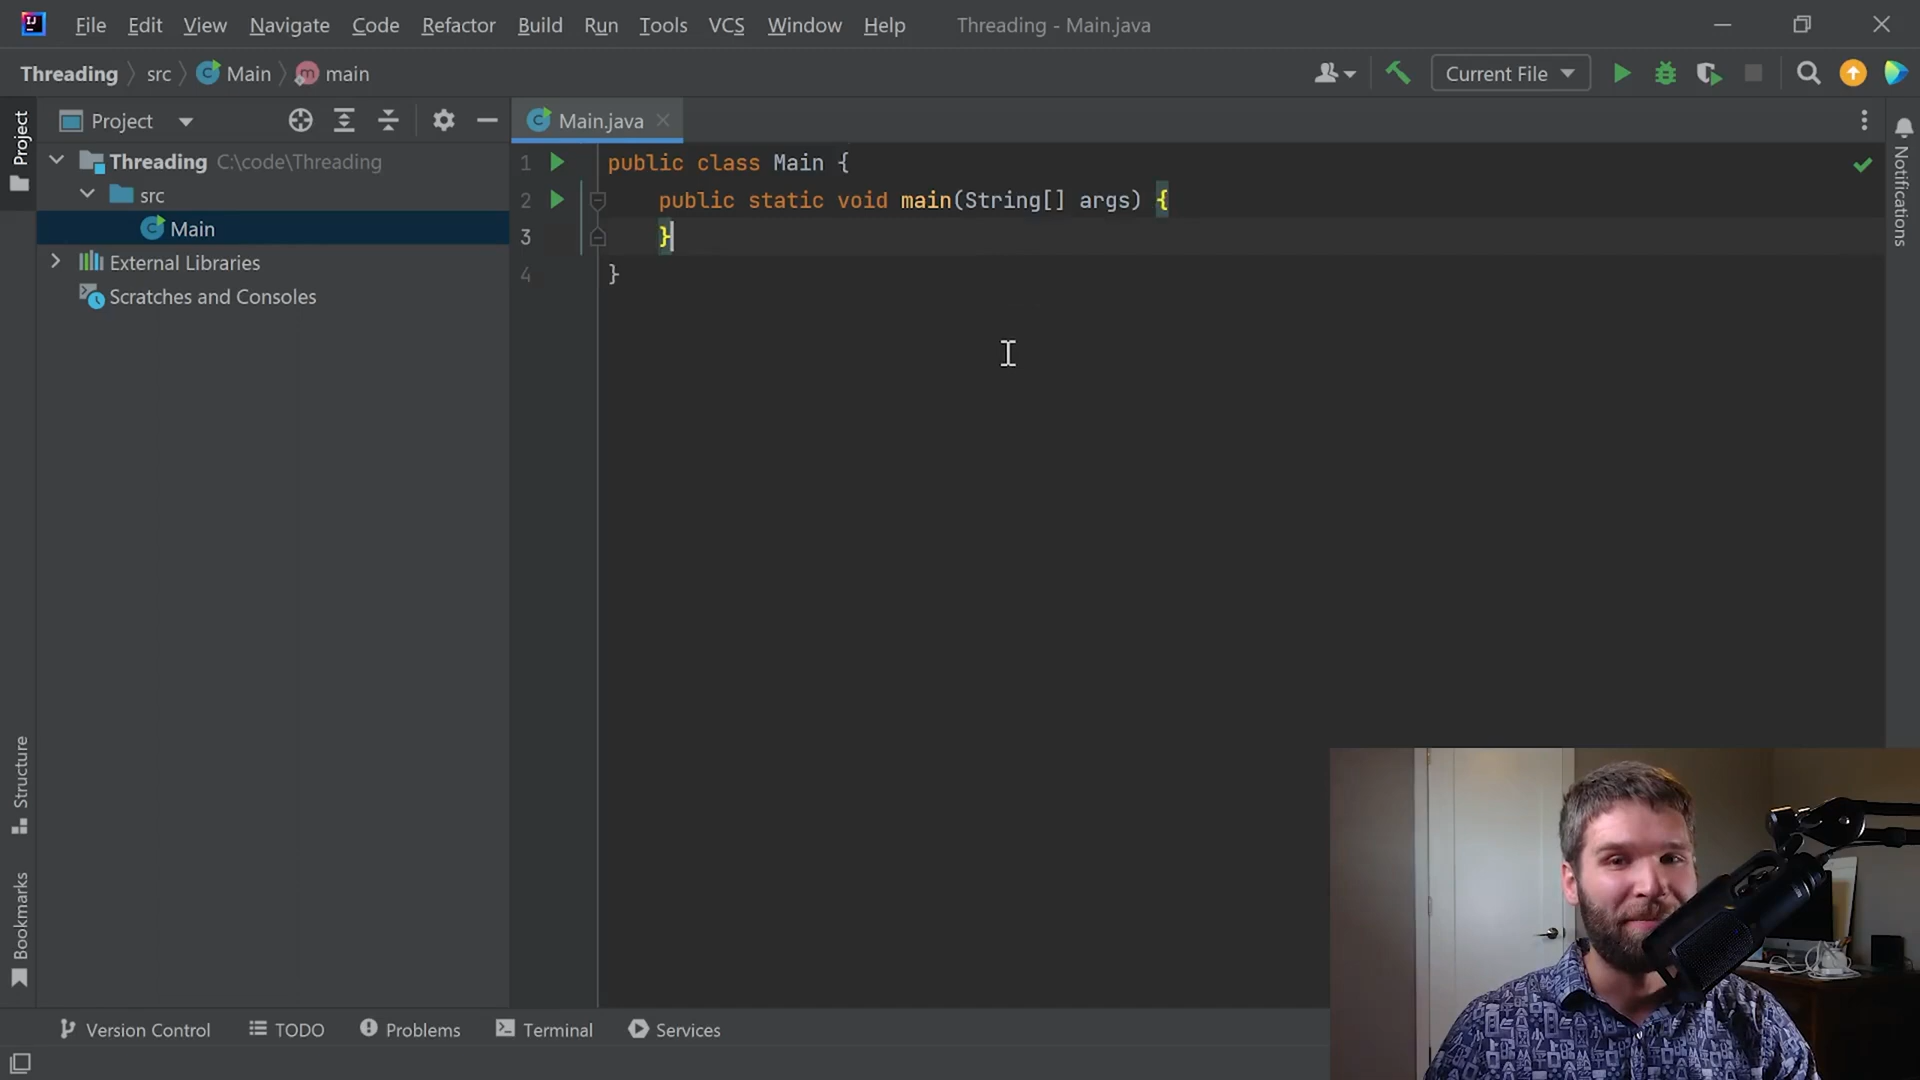 File Edit View Navigate Code Refactor Build Run Tools VCS Window Help Threading - Main.java
Threading src Main main Current File
Project
Project
Main.java
Notifications
Threading C:\code\Threading
src
Main
External Libraries
Scratches and Consoles
1 public class Main {
2 public static void main(String[] args) {
3 }
4 }
Structure
Bookmarks
Version Control TODO Problems Terminal Services